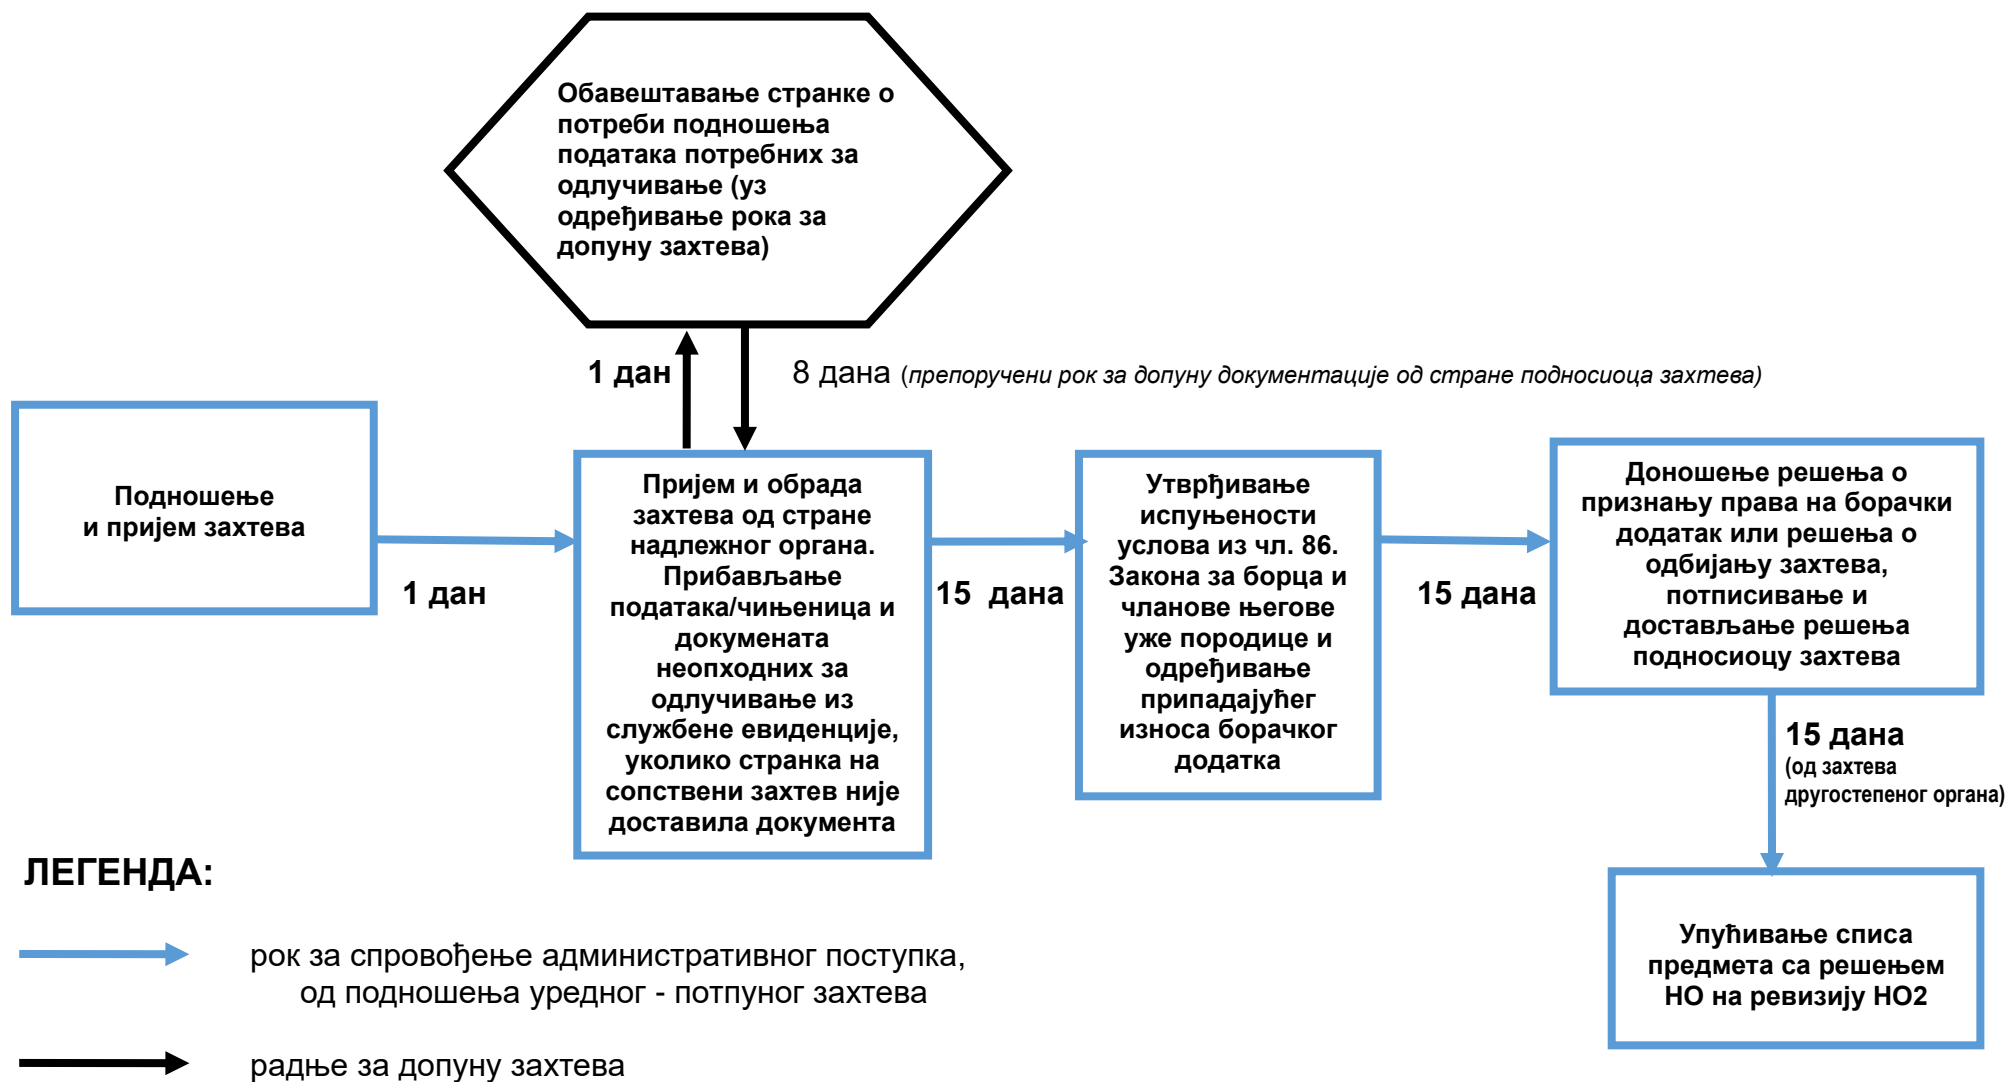 Обавештавање странке о
потреби подношења
података потребних за
одлучивање (уз
одређивање рока за
допуну захтева)
1 дан
8 дана (препоручени рок за допуну документације од стране подносиоца захтева)
Подношење
и пријем захтева
1 дан
Пријем и обрада
захтева од стране
надлежног органа.
Прибављање
података/чињеница и
докумената
неопходних за
одлучивање из
службене евиденције,
уколико странка на
сопствени захтев није
доставила документа
15 дана
Утврђивање
испуњености
услова из чл. 86.
Закона за борца и
чланове његове
уже породице и
одређивање
припадајућег
износа борачког
додатка
15 дана
Доношење решења о
признању права на борачки
додатак или решења о
одбијању захтева,
потписивање и
достављање решења
подносиоцу захтева
15 дана
(од захтева
другостепеног органа)
Упућивање списа
предмета са решењем
НО на ревизију НО2
ЛЕГЕНДА:
рок за спровођење административног поступка,
од подношења уредног - потпуног захтева
радње за допуну захтева